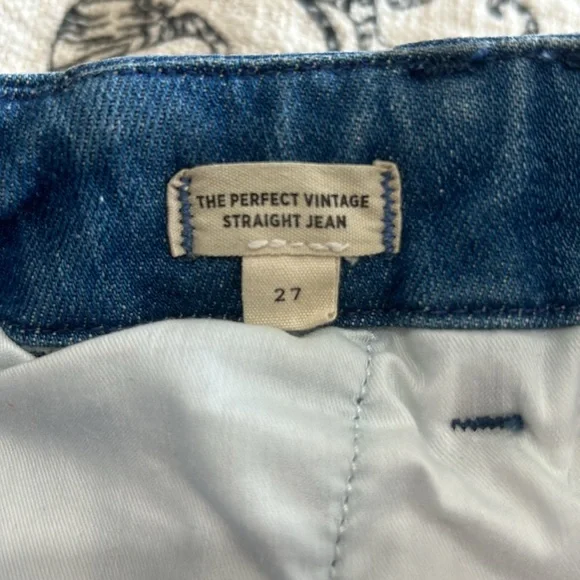 THE PERFECT VINTAGE
STRAIGHT JEAN
27